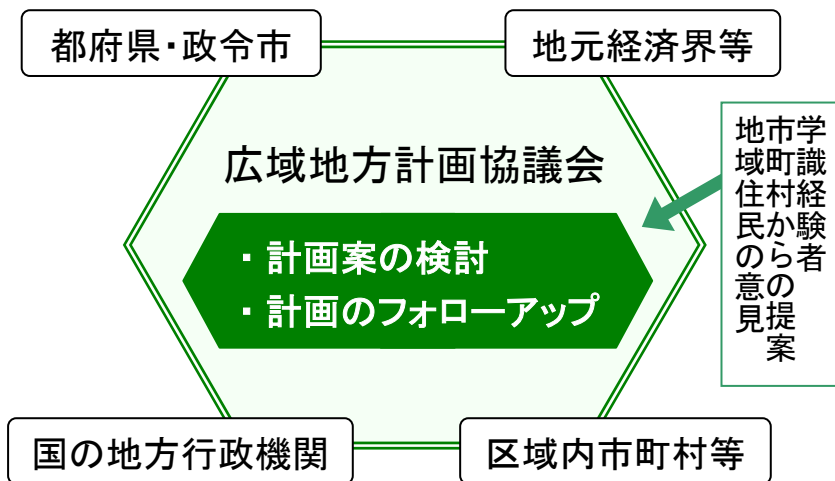 都府県・政令市
地元経済界等
広域地方計画協議会
・計画案の検討
・計画のフォローアップ
学識経験者
市町村からの提案
地域住民の意見
国の地方行政機関
区域内市町村等